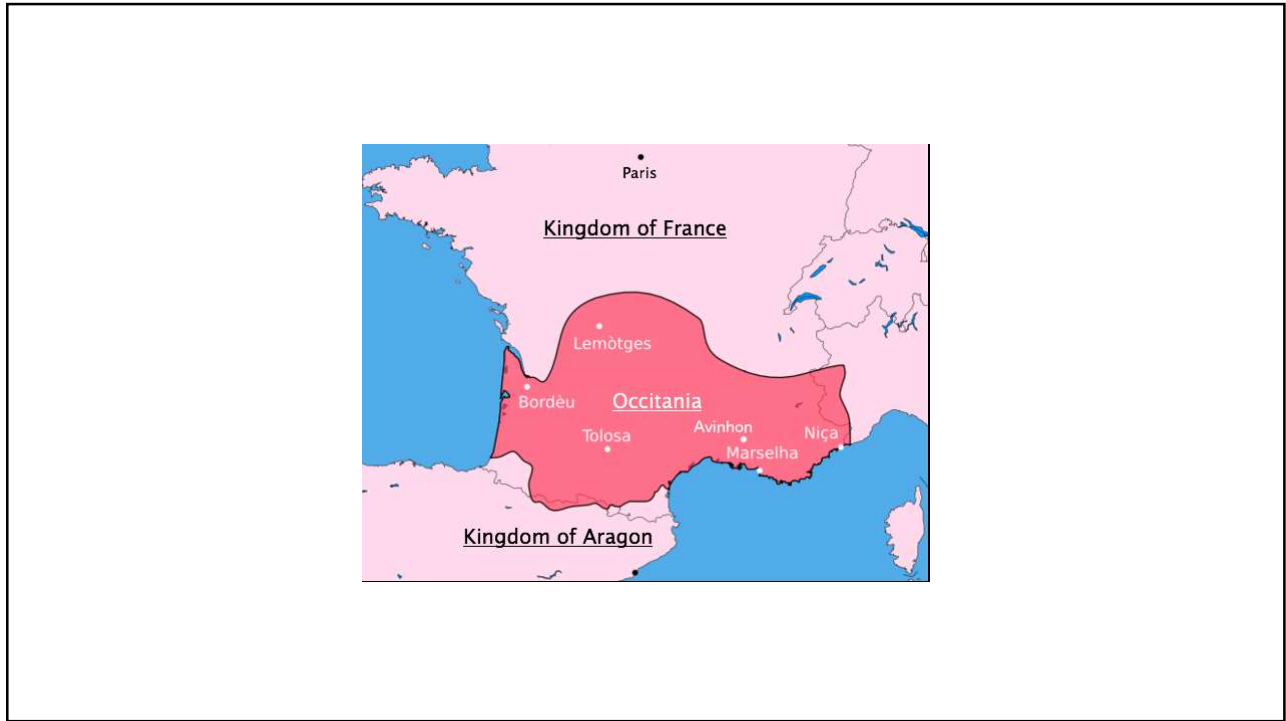 Paris
Kingdom of France
Lemòtges
Bordèu
Occitania
Tolosa
Avinhon
Niça
Marselha
Kingdom of Aragon